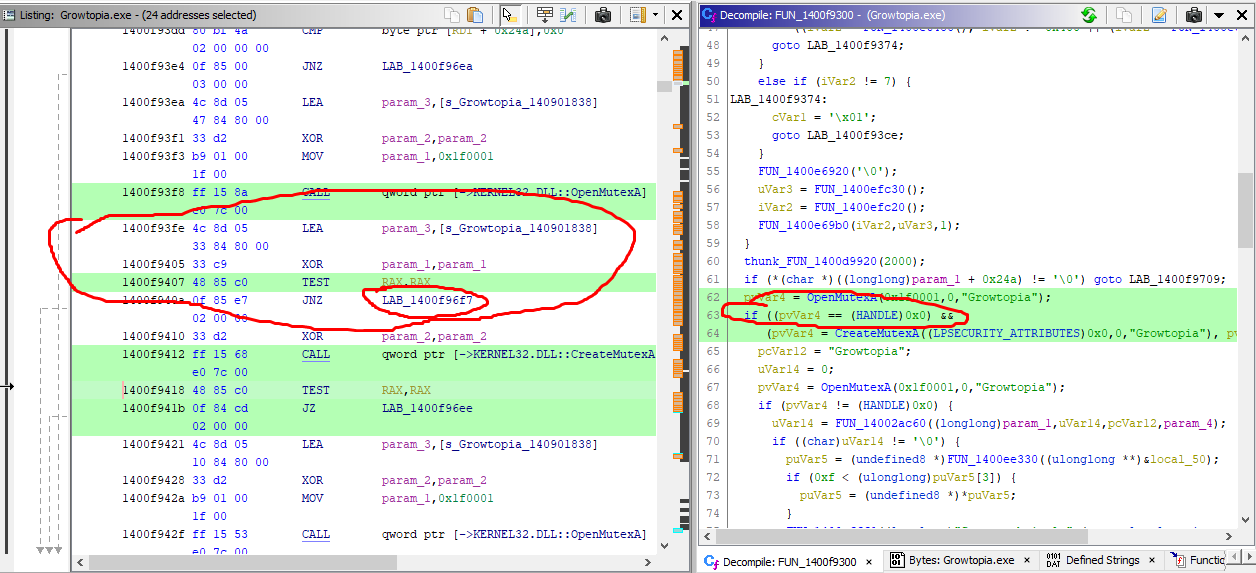 Listing: Growtopia.exe - (24 addresses selected)
1400f93dd 80 bf 4a CMP byte ptr [RDI + 0x24a],0x0
02 00 00 00
1400f93e4 0f 85 00 JNZ LAB_1400f96ea
03 00 00
1400f93ea 4c 8d 05 LEA param_3,[s_Growtopia_140901838]
47 84 80 00
1400f93f1 33 d2 XOR param_2,param_2
1400f93f3 b9 01 00 MOV param_1,0x1f0001
1f 00
1400f93f8 ff 15 8a CALL qword ptr [->KERNEL32.DLL::OpenMutexA]
e0 7c 00
1400f93fe 4c 8d 05 LEA param_3,[s_Growtopia_140901838]
33 84 80 00
1400f9405 33 c9 XOR param_1,param_1
1400f9407 48 85 c0 TEST RAX,RAX
1400f940a 0f 85 e7 JNZ LAB_1400f96f7
02 00 00
1400f9410 33 d2 XOR param_2,param_2
1400f9412 ff 15 68 CALL qword ptr [->KERNEL32.DLL::CreateMutexA
e0 7c 00
1400f9418 48 85 c0 TEST RAX,RAX
1400f941b 0f 84 cd JZ LAB_1400f96ee
02 00 00
1400f9421 4c 8d 05 LEA param_3,[s_Growtopia_140901838]
10 84 80 00
1400f9428 33 d2 XOR param_2,param_2
1400f942a b9 01 00 MOV param_1,0x1f0001
1f 00
1400f942f ff 15 53 CALL qword ptr [->KERNEL32.DLL::OpenMutexA]
e0 7c 00
Decompile: FUN_1400f9300 - (Growtopia.exe)
48 goto LAB_1400f9374;
49 }
50 else if (iVar2 != 7) {
51 LAB_1400f9374:
52 cVar1 = '\x01';
53 goto LAB_1400f93ce;
54 }
55 FUN_1400e6920('\0');
56 uVar3 = FUN_1400efc30();
57 iVar2 = FUN_1400efc20();
58 FUN_1400e69b0(iVar2,uVar3,1);
59 }
60 thunk_FUN_1400d9920(2000);
61 if (*(char *)((longlong)param_1 + 0x24a) != '\0') goto LAB_1400f9709;
62 pvVar4 = OpenMutexA(0x1f0001,0,"Growtopia");
63 if ((pvVar4 == (HANDLE)0x0) &&
64 (pvVar4 = CreateMutexA((LPSECURITY_ATTRIBUTES)0x0,0,"Growtopia"), pv
65 pcVar12 = "Growtopia";
66 uVar14 = 0;
67 pvVar4 = OpenMutexA(0x1f0001,0,"Growtopia");
68 if (pvVar4 != (HANDLE)0x0) {
69 uVar14 = FUN_14002ac60((longlong)param_1,uVar14,pcVar12,param_4);
70 if ((char)uVar14 != '\0') {
71 puVar5 = (undefined8 *)FUN_1400ee330((ulonglong **)&local_50);
72 if (0xf < (ulonglong)puVar5[3]) {
73 puVar5 = (undefined8 *)*puVar5;
74 }
Decompile: FUN_1400f9300 × Bytes: Growtopia.exe × Defined Strings × Functio